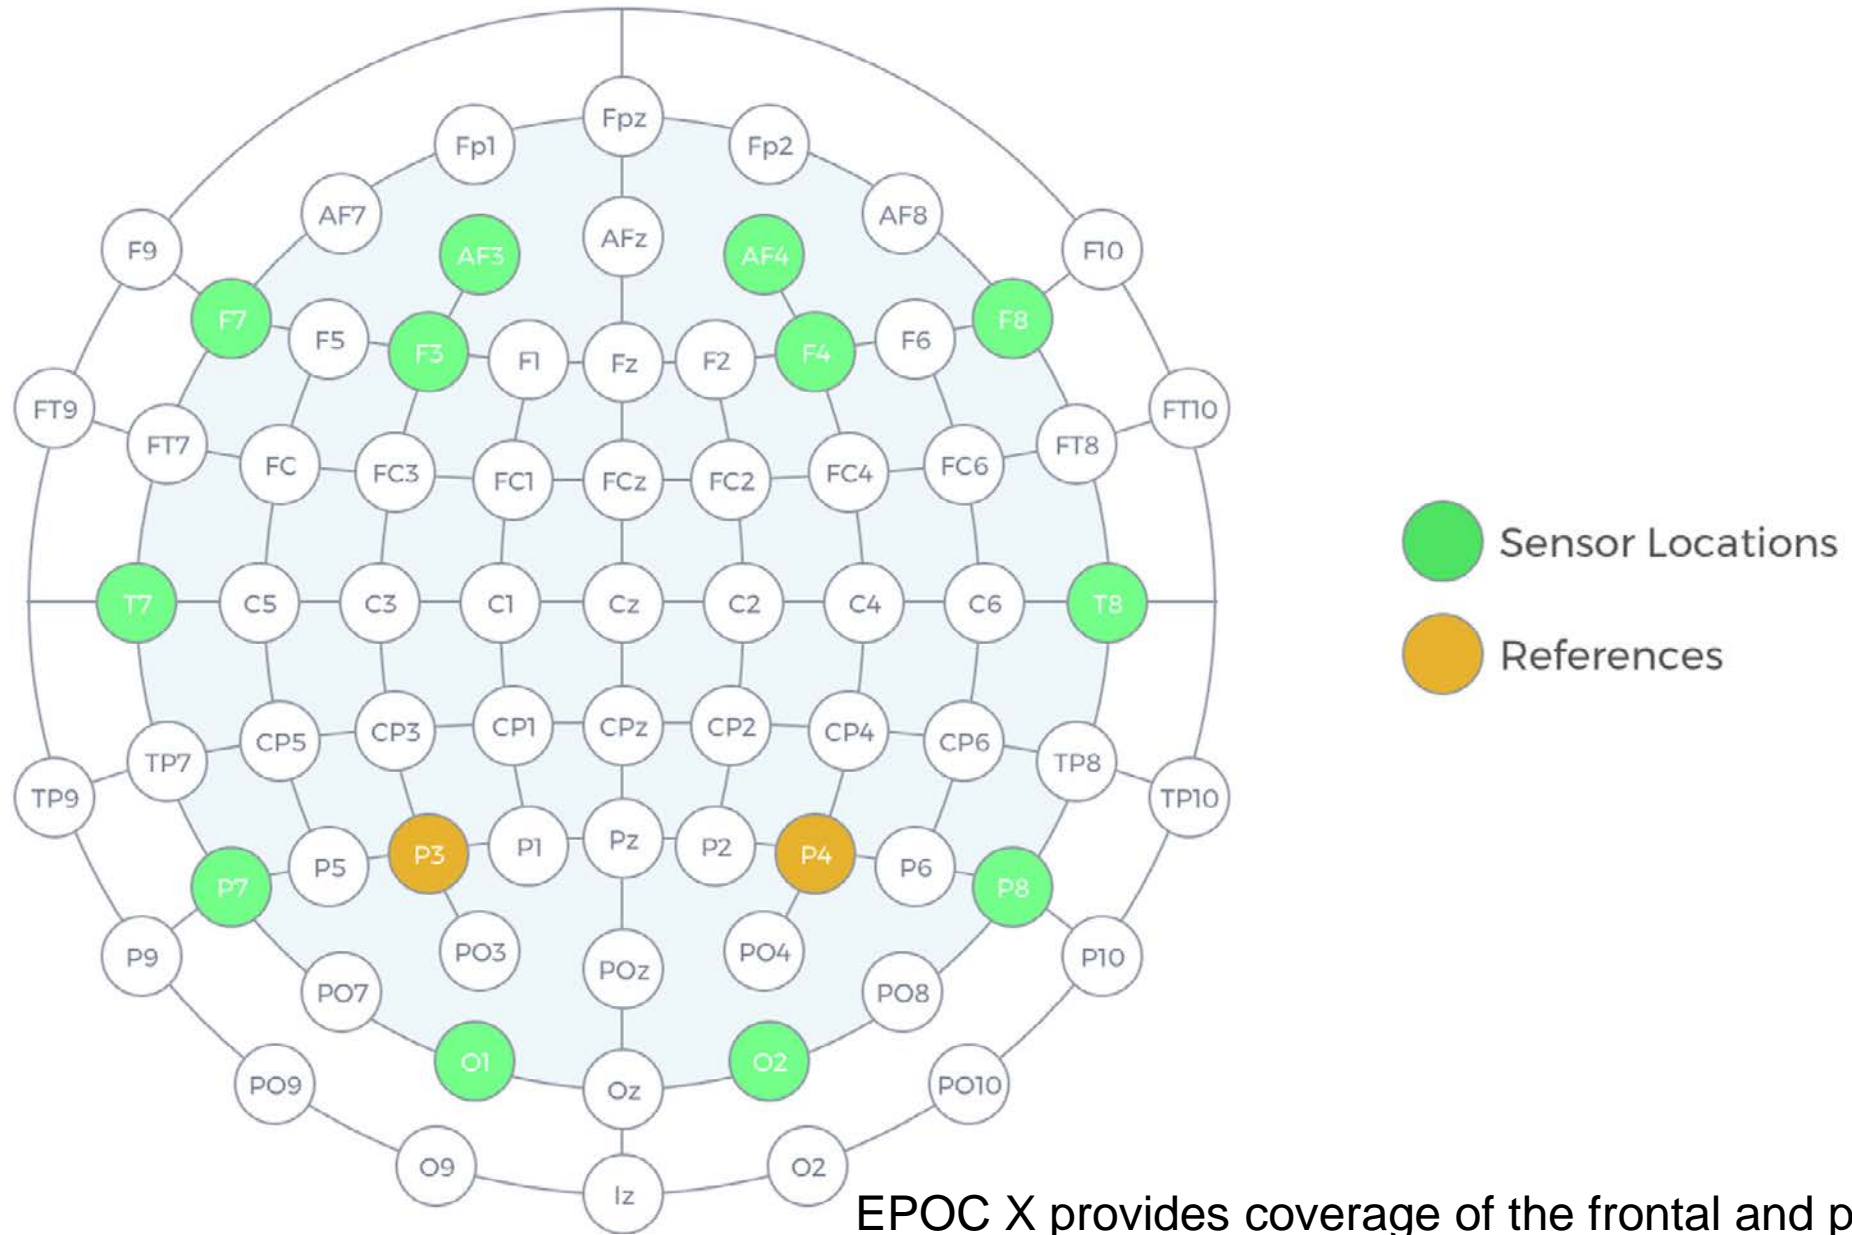 Fpz
Fp1 Fp2
AF7 AF8
AFz
F9 F10
AF3 AF4
F7 F8
F5 F3 F1 Fz F2 F4 F6
FT9 FT10
FT7 FC FC3 FC1 FCz FC2 FC4 FC6 FT8
Sensor Locations
T7 C5 C3 C1 Cz C2 C4 C6 T8
References
TP7 CP5 CP3 CP1 CPz CP2 CP4 CP6 TP8
TP9 TP10
P5 P3 P1 Pz P2 P4 P6
P7 P8
P9 PO3 POz PO4 P10
PO7 PO8
O1 O2
Oz
PO9 PO10
O9 O2
Iz
EPOC X provides coverage of the frontal and p